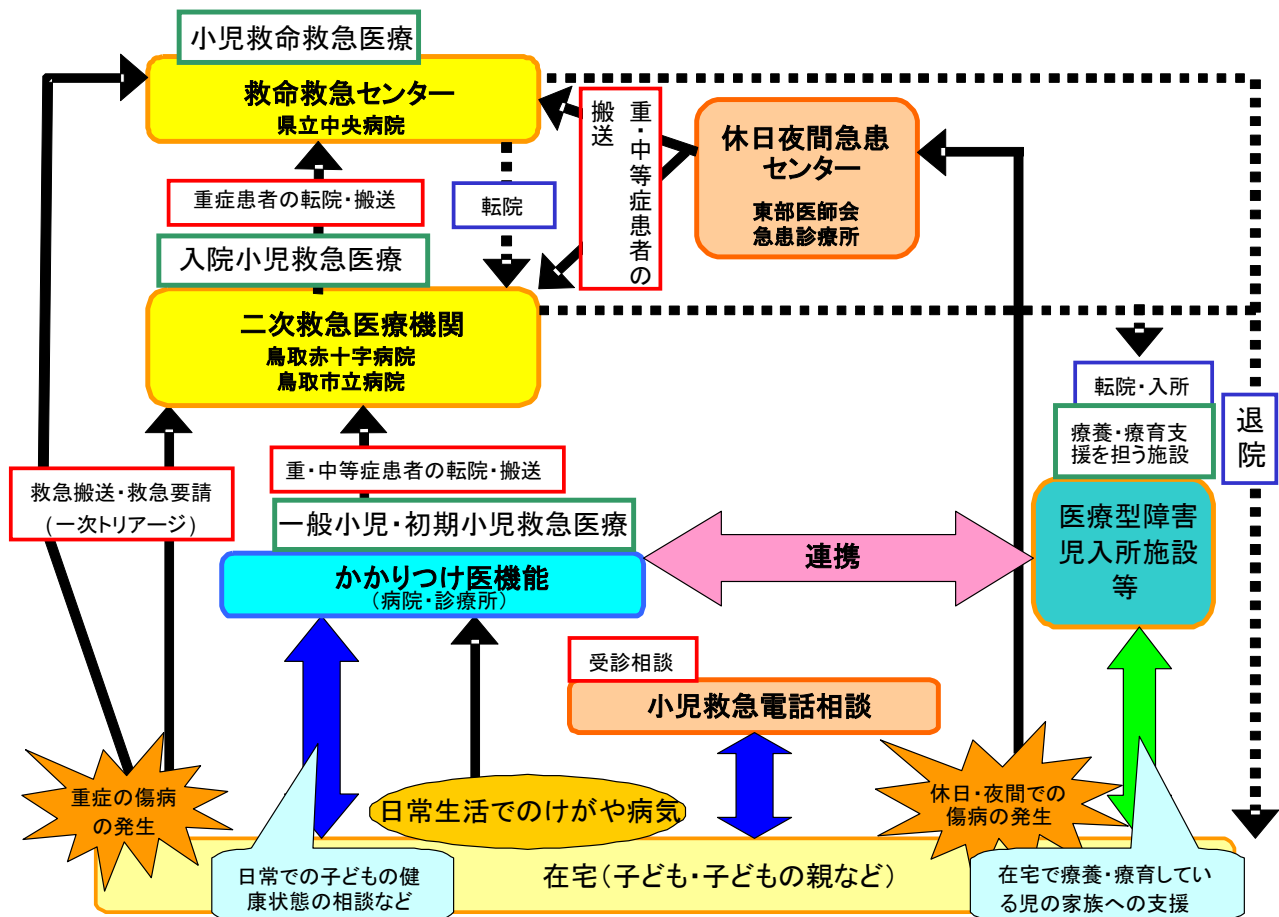 小児救命救急医療
救命救急センター
県立中央病院
重・中等症患者の
搬送
休日夜間急患
センター
東部医師会
急患診療所
重症患者の転院・搬送
転院
入院小児救急医療
二次救急医療機関
鳥取赤十字病院
鳥取市立病院
転院・入所
療養・療育支
援を担う施設
退院
救急搬送・救急要請
(一次トリアージ)
重・中等症患者の転院・搬送
一般小児・初期小児救急医療
かかりつけ医機能
(病院・診療所)
連携
医療型障害
児入所施設
等
受診相談
小児救急電話相談
重症の傷病
の発生
日常生活でのけがや病気
休日・夜間での
傷病の発生
在宅(子ども・子どもの親など)
日常での子どもの健
康状態の相談など
在宅で療養・療育してい
る児の家族への支援